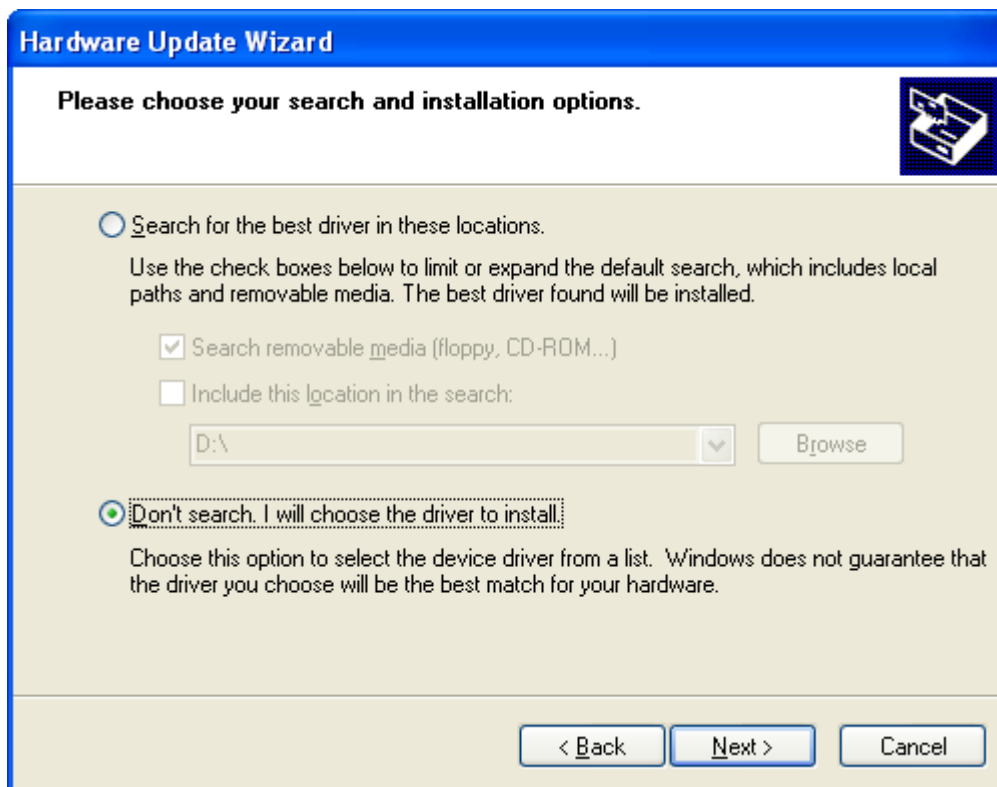 Hardware Update Wizard
Please choose your search and installation options.
Search for the best driver in these locations.
Use the check boxes below to limit or expand the default search, which includes local
paths and removable media. The best driver found will be installed.
Search removable media (floppy, CD-ROM...)
Include this location in the search:
D:\
Browse
Don't search. I will choose the driver to install.
Choose this option to select the device driver from a list.  Windows does not guarantee that
the driver you choose will be the best match for your hardware.
< Back Next > Cancel